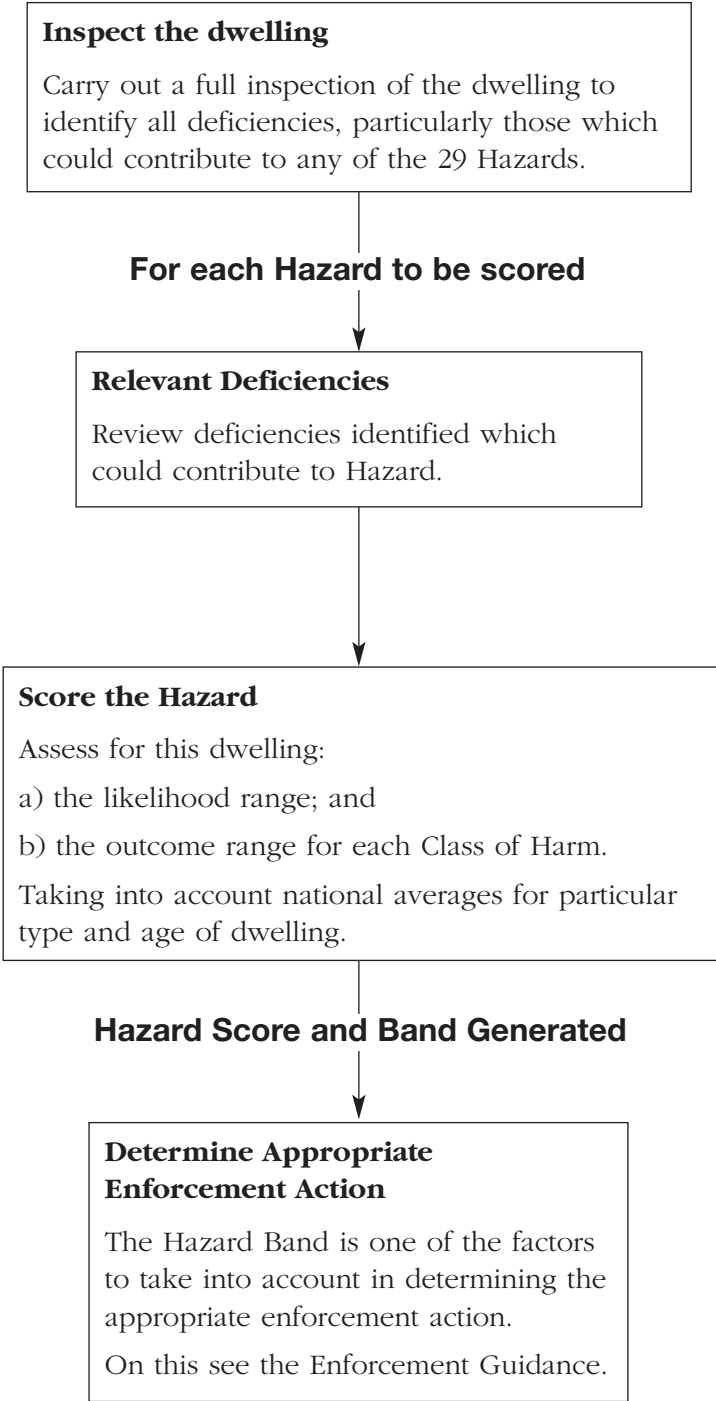 Inspect the dwelling
Carry out a full inspection of the dwelling to
identify all deficiencies, particularly those which
could contribute to any of the 29 Hazards.
For each Hazard to be scored
Relevant Deficiencies
Review deficiencies identified which
could contribute to Hazard.
Score the Hazard
Assess for this dwelling:
a) the likelihood range; and
b) the outcome range for each Class of Harm.
Taking into account national averages for particular
type and age of dwelling.
Hazard Score and Band Generated
Determine Appropriate
Enforcement Action
The Hazard Band is one of the factors
to take into account in determining the
appropriate enforcement action.
On this see the Enforcement Guidance.